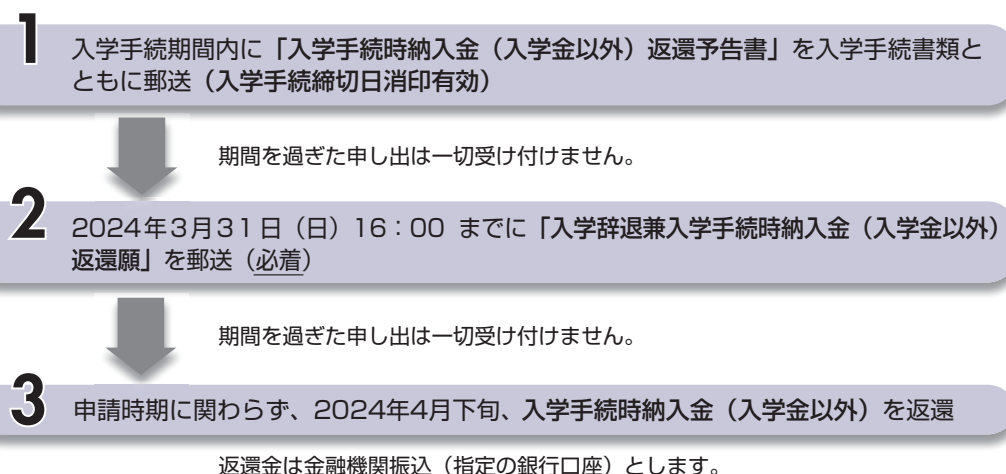 1
入学手続期間内に「入学手続時納入金（入学金以外）返還予告書」を入学手続書類と
ともに郵送（入学手続締切日消印有効）
期間を過ぎた申し出は一切受け付けません。
2
2024年3月31日（日）16：00 までに「入学辞退兼入学手続時納入金（入学金以外）
返還願」を郵送（必着）
期間を過ぎた申し出は一切受け付けません。
3
申請時期に関わらず、2024年4月下旬、入学手続時納入金（入学金以外）を返還
返還金は金融機関振込（指定の銀行口座）とします。